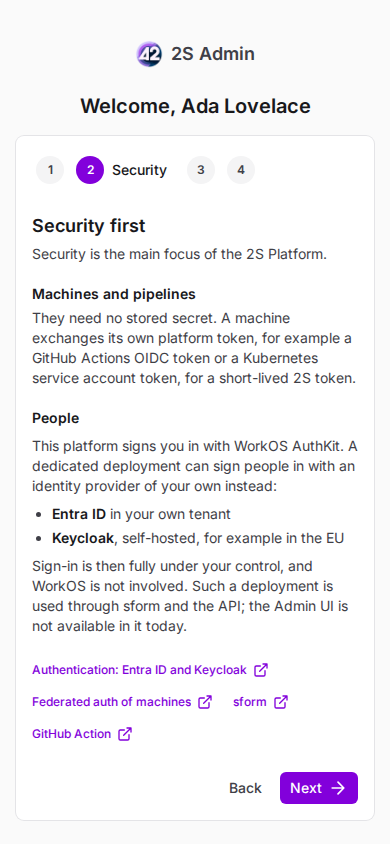 42 2S Admin
Welcome, Ada Lovelace
1 2 Security 3 4
Security first
Security is the main focus of the 2S Platform.
Machines and pipelines
They need no stored secret. A machine
exchanges its own platform token, for example a
GitHub Actions OIDC token or a Kubernetes
service account token, for a short-lived 2S token.
People
This platform signs you in with WorkOS AuthKit. A
dedicated deployment can sign people in with an
identity provider of your own instead:
• Entra ID in your own tenant
• Keycloak, self-hosted, for example in the EU
Sign-in is then fully under your control, and
WorkOS is not involved. Such a deployment is
used through sform and the API; the Admin UI is
not available in it today.
Authentication: Entra ID and Keycloak
Federated auth of machines sform
GitHub Action
Back Next